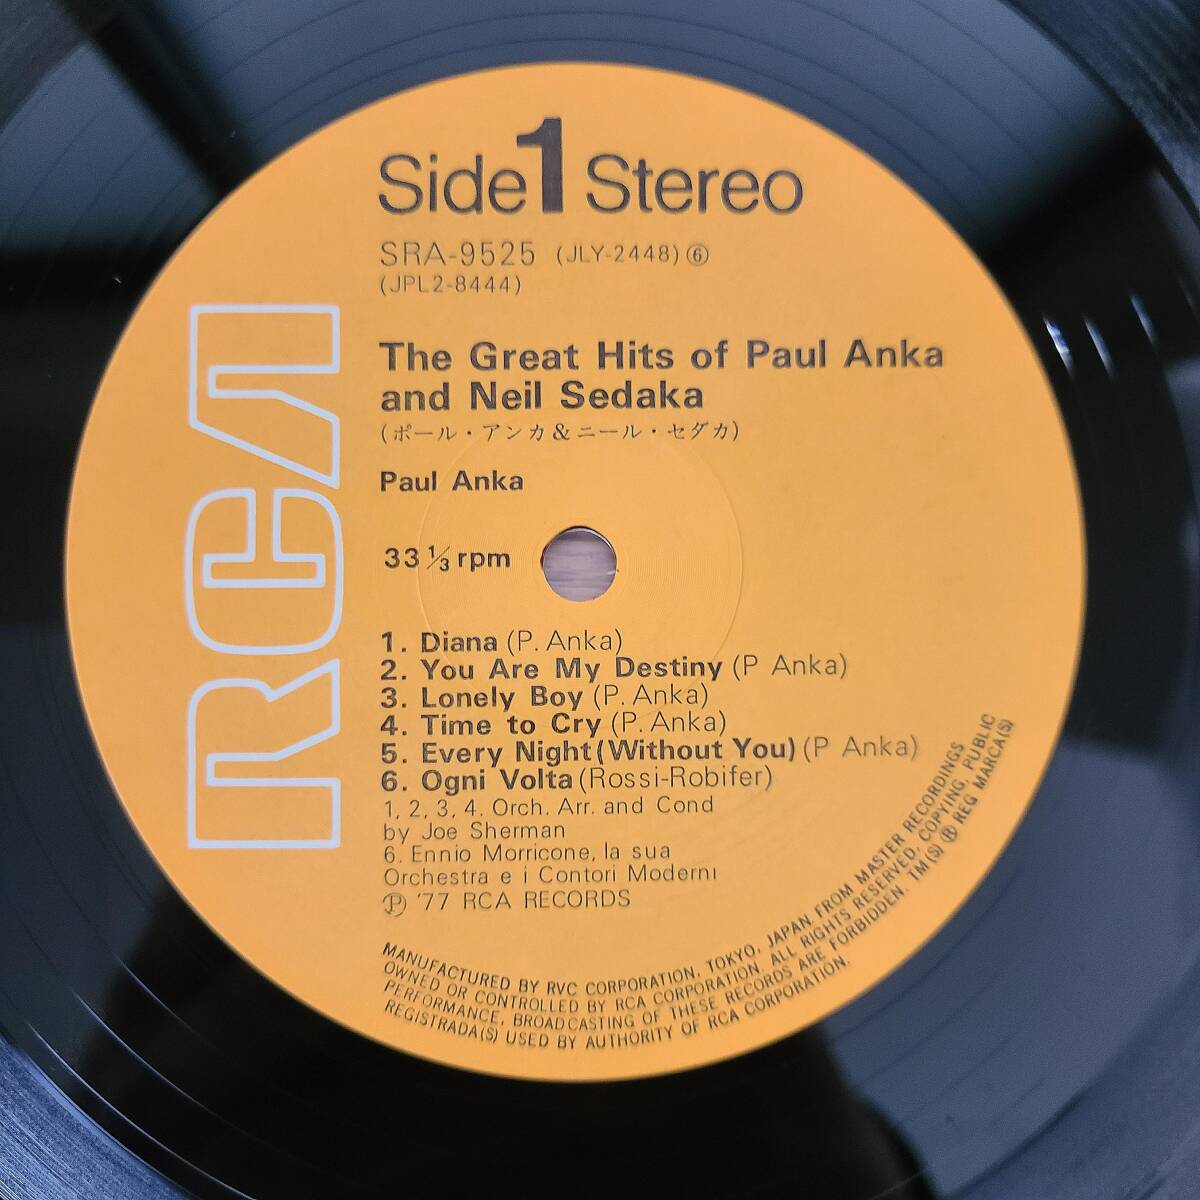 Side 1 Stereo
SRA-9525 (JLY-2448) ⑥
(JPL2-8444)
RCA
The Great Hits of Paul Anka
and Neil Sedaka
(ポール・アンカ&ニール・セダカ)
Paul Anka
33 1/3 rpm
1. Diana (P. Anka)
2. You Are My Destiny (P Anka)
3. Lonely Boy (P. Anka)
4. Time to Cry (P. Anka)
5. Every Night (Without You) (P Anka)
6. Ogni Volta (Rossi-Robifer)
1, 2, 3, 4. Orch. Arr. and Cond
by Joe Sherman
6. Ennio Morricone, la sua
Orchestra e i Contori Moderni
Ⓟ '77 RCA RECORDS
MANUFACTURED BY RVC CORPORATION, TOKYO, JAPAN. FROM MASTER RECORDINGS
OWNED OR CONTROLLED BY RCA CORPORATION. ALL RIGHTS RESERVED. COPYING, PUBLIC
PERFORMANCE, BROADCASTING OF THESE RECORDS ARE FORBIDDEN. TM(S) ® REG MARCA(S)
REGISTRADA(S) USED BY AUTHORITY OF RCA CORPORATION.